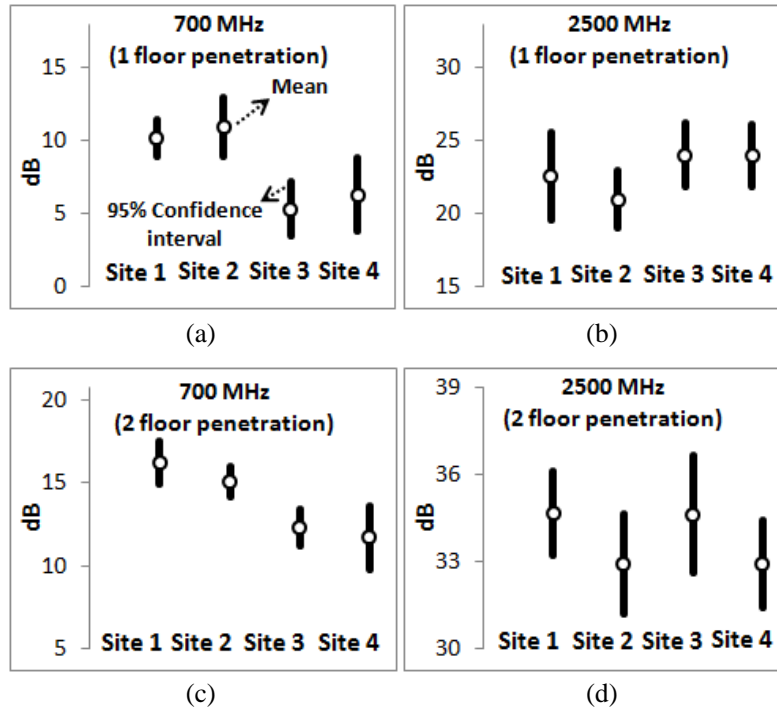 700 MHz
(1 floor penetration)
15
10
5
0
dB
Mean
95% Confidence
interval
Site 1 Site 2 Site 3 Site 4
(a)
2500 MHz
(1 floor penetration)
30
25
20
15
dB
Site 1 Site 2 Site 3 Site 4
(b)
700 MHz
(2 floor penetration)
20
15
10
5
dB
Site 1 Site 2 Site 3 Site 4
(c)
2500 MHz
(2 floor penetration)
39
36
33
30
dB
Site 1 Site 2 Site 3 Site 4
(d)